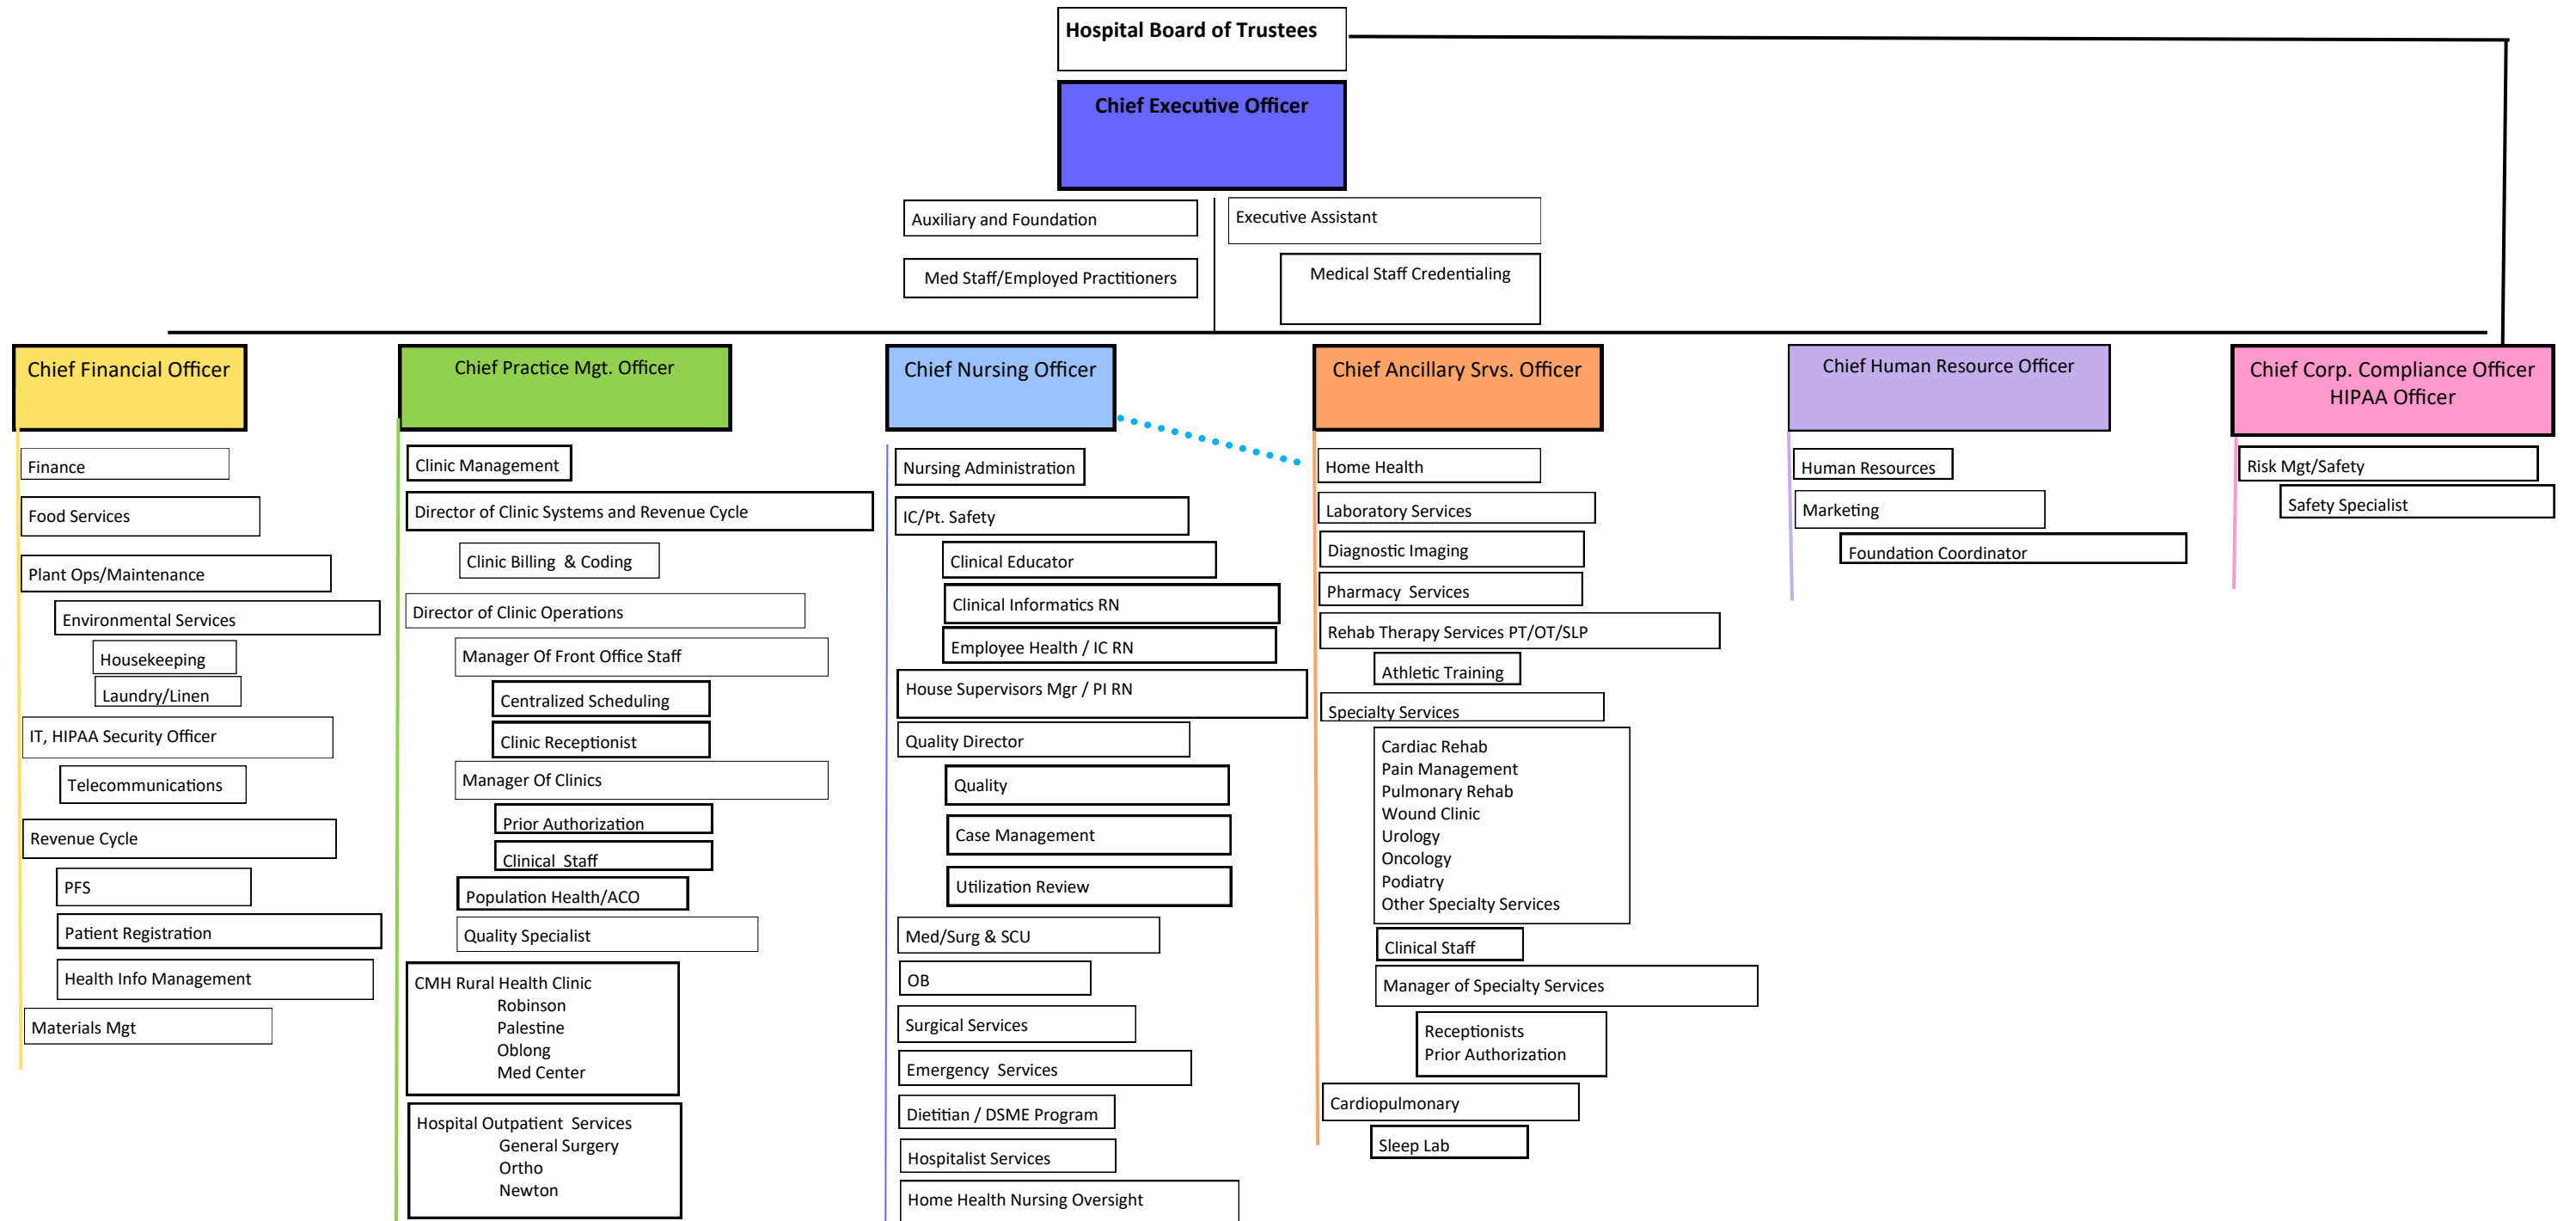 Hospital Board of Trustees
Chief Executive Officer
Auxiliary and Foundation
Executive Assistant
Med Staff/Employed Practitioners
Medical Staff Credentialing
Chief Financial Officer
Finance
Food Services
Plant Ops/Maintenance
Environmental Services
Housekeeping
Laundry/Linen
IT, HIPAA Security Officer
Telecommunications
Revenue Cycle
PFS
Patient Registration
Health Info Management
Materials Mgt
Chief Practice Mgt. Officer
Clinic Management
Director of Clinic Systems and Revenue Cycle
Clinic Billing & Coding
Director of Clinic Operations
Manager Of Front Office Staff
Centralized Scheduling
Clinic Receptionist
Manager Of Clinics
Prior Authorization
Clinical Staff
Population Health/ACO
Quality Specialist
CMH Rural Health Clinic
Robinson
Palestine
Oblong
Med Center
Hospital Outpatient Services
General Surgery
Ortho
Newton
Chief Nursing Officer
Nursing Administration
IC/Pt. Safety
Clinical Educator
Clinical Informatics RN
Employee Health / IC RN
House Supervisors Mgr / PI RN
Quality Director
Quality
Case Management
Utilization Review
Med/Surg & SCU
OB
Surgical Services
Emergency Services
Dietitian / DSME Program
Hospitalist Services
Home Health Nursing Oversight
Chief Ancillary Srvs. Officer
Home Health
Laboratory Services
Diagnostic Imaging
Pharmacy Services
Rehab Therapy Services PT/OT/SLP
Athletic Training
Specialty Services
Cardiac Rehab
Pain Management
Pulmonary Rehab
Wound Clinic
Urology
Oncology
Podiatry
Other Specialty Services
Clinical Staff
Manager of Specialty Services
Receptionists
Prior Authorization
Cardiopulmonary
Sleep Lab
Chief Human Resource Officer
Human Resources
Marketing
Foundation Coordinator
Chief Corp. Compliance Officer
HIPAA Officer
Risk Mgt/Safety
Safety Specialist